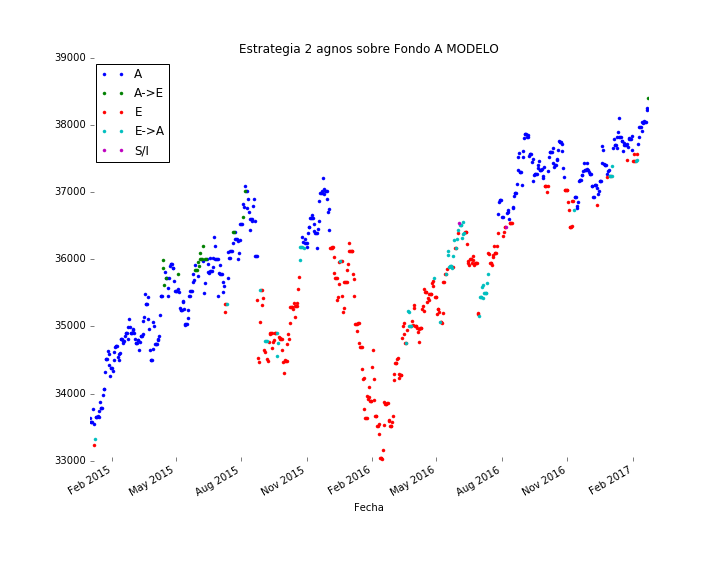 Estrategia 2 agnos sobre Fondo A MODELO
39000
38000
37000
36000
35000
34000
33000
A
A->E
E
E->A
S/I
Feb 2015
May 2015
Aug 2015
Nov 2015
Feb 2016
May 2016
Aug 2016
Nov 2016
Feb 2017
Fecha